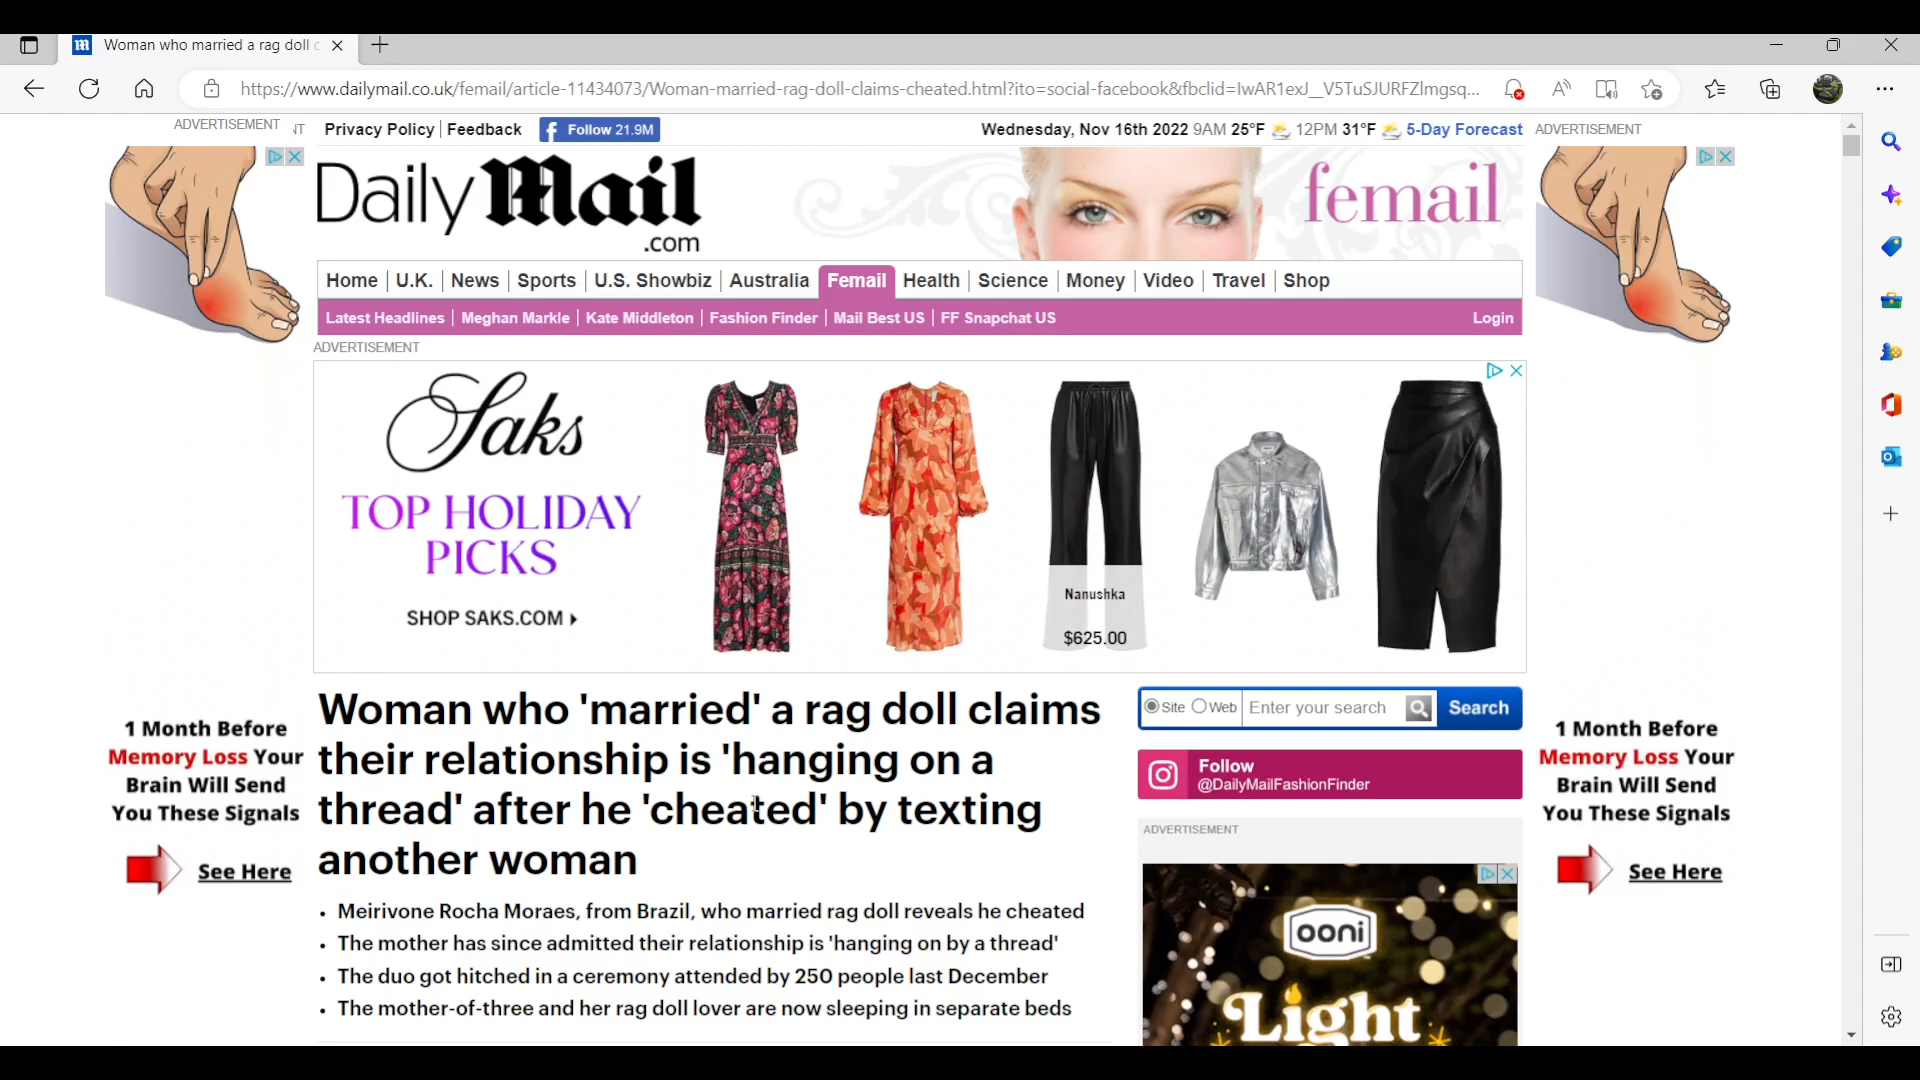 Woman who married a rag doll c
https://www.dailymail.co.uk/femail/article-11434073/Woman-married-rag-doll-claims-cheated.html?ito=social-facebook&fbclid=IwAR1exJ__V5TuSJURFZlmgsq...
ADVERTISEMENT
Privacy Policy | Feedback
Follow 21.9M
Wednesday, Nov 16th 2022 9AM 25°F 12PM 31°F 5-Day Forecast
ADVERTISEMENT
Daily Mail
.com
femail
Home U.K. News Sports U.S. Showbiz Australia Femail Health Science Money Video Travel Shop
Latest Headlines Meghan Markle Kate Middleton Fashion Finder Mail Best US FF Snapchat US Login
ADVERTISEMENT
Saks
TOP HOLIDAY
PICKS
SHOP SAKS.COM
Nanushka
$625.00
1 Month Before
Memory Loss Your
Brain Will Send
You These Signals
See Here
Woman who 'married' a rag doll claims
their relationship is 'hanging on a
thread' after he 'cheated' by texting
another woman
• Meirivone Rocha Moraes, from Brazil, who married rag doll reveals he cheated
• The mother has since admitted their relationship is 'hanging on by a thread'
• The duo got hitched in a ceremony attended by 250 people last December
• The mother-of-three and her rag doll lover are now sleeping in separate beds
Site Web Enter your search Search
Follow
@DailyMailFashionFinder
ADVERTISEMENT
ooni
Light
1 Month Before
Memory Loss Your
Brain Will Send
You These Signals
See Here